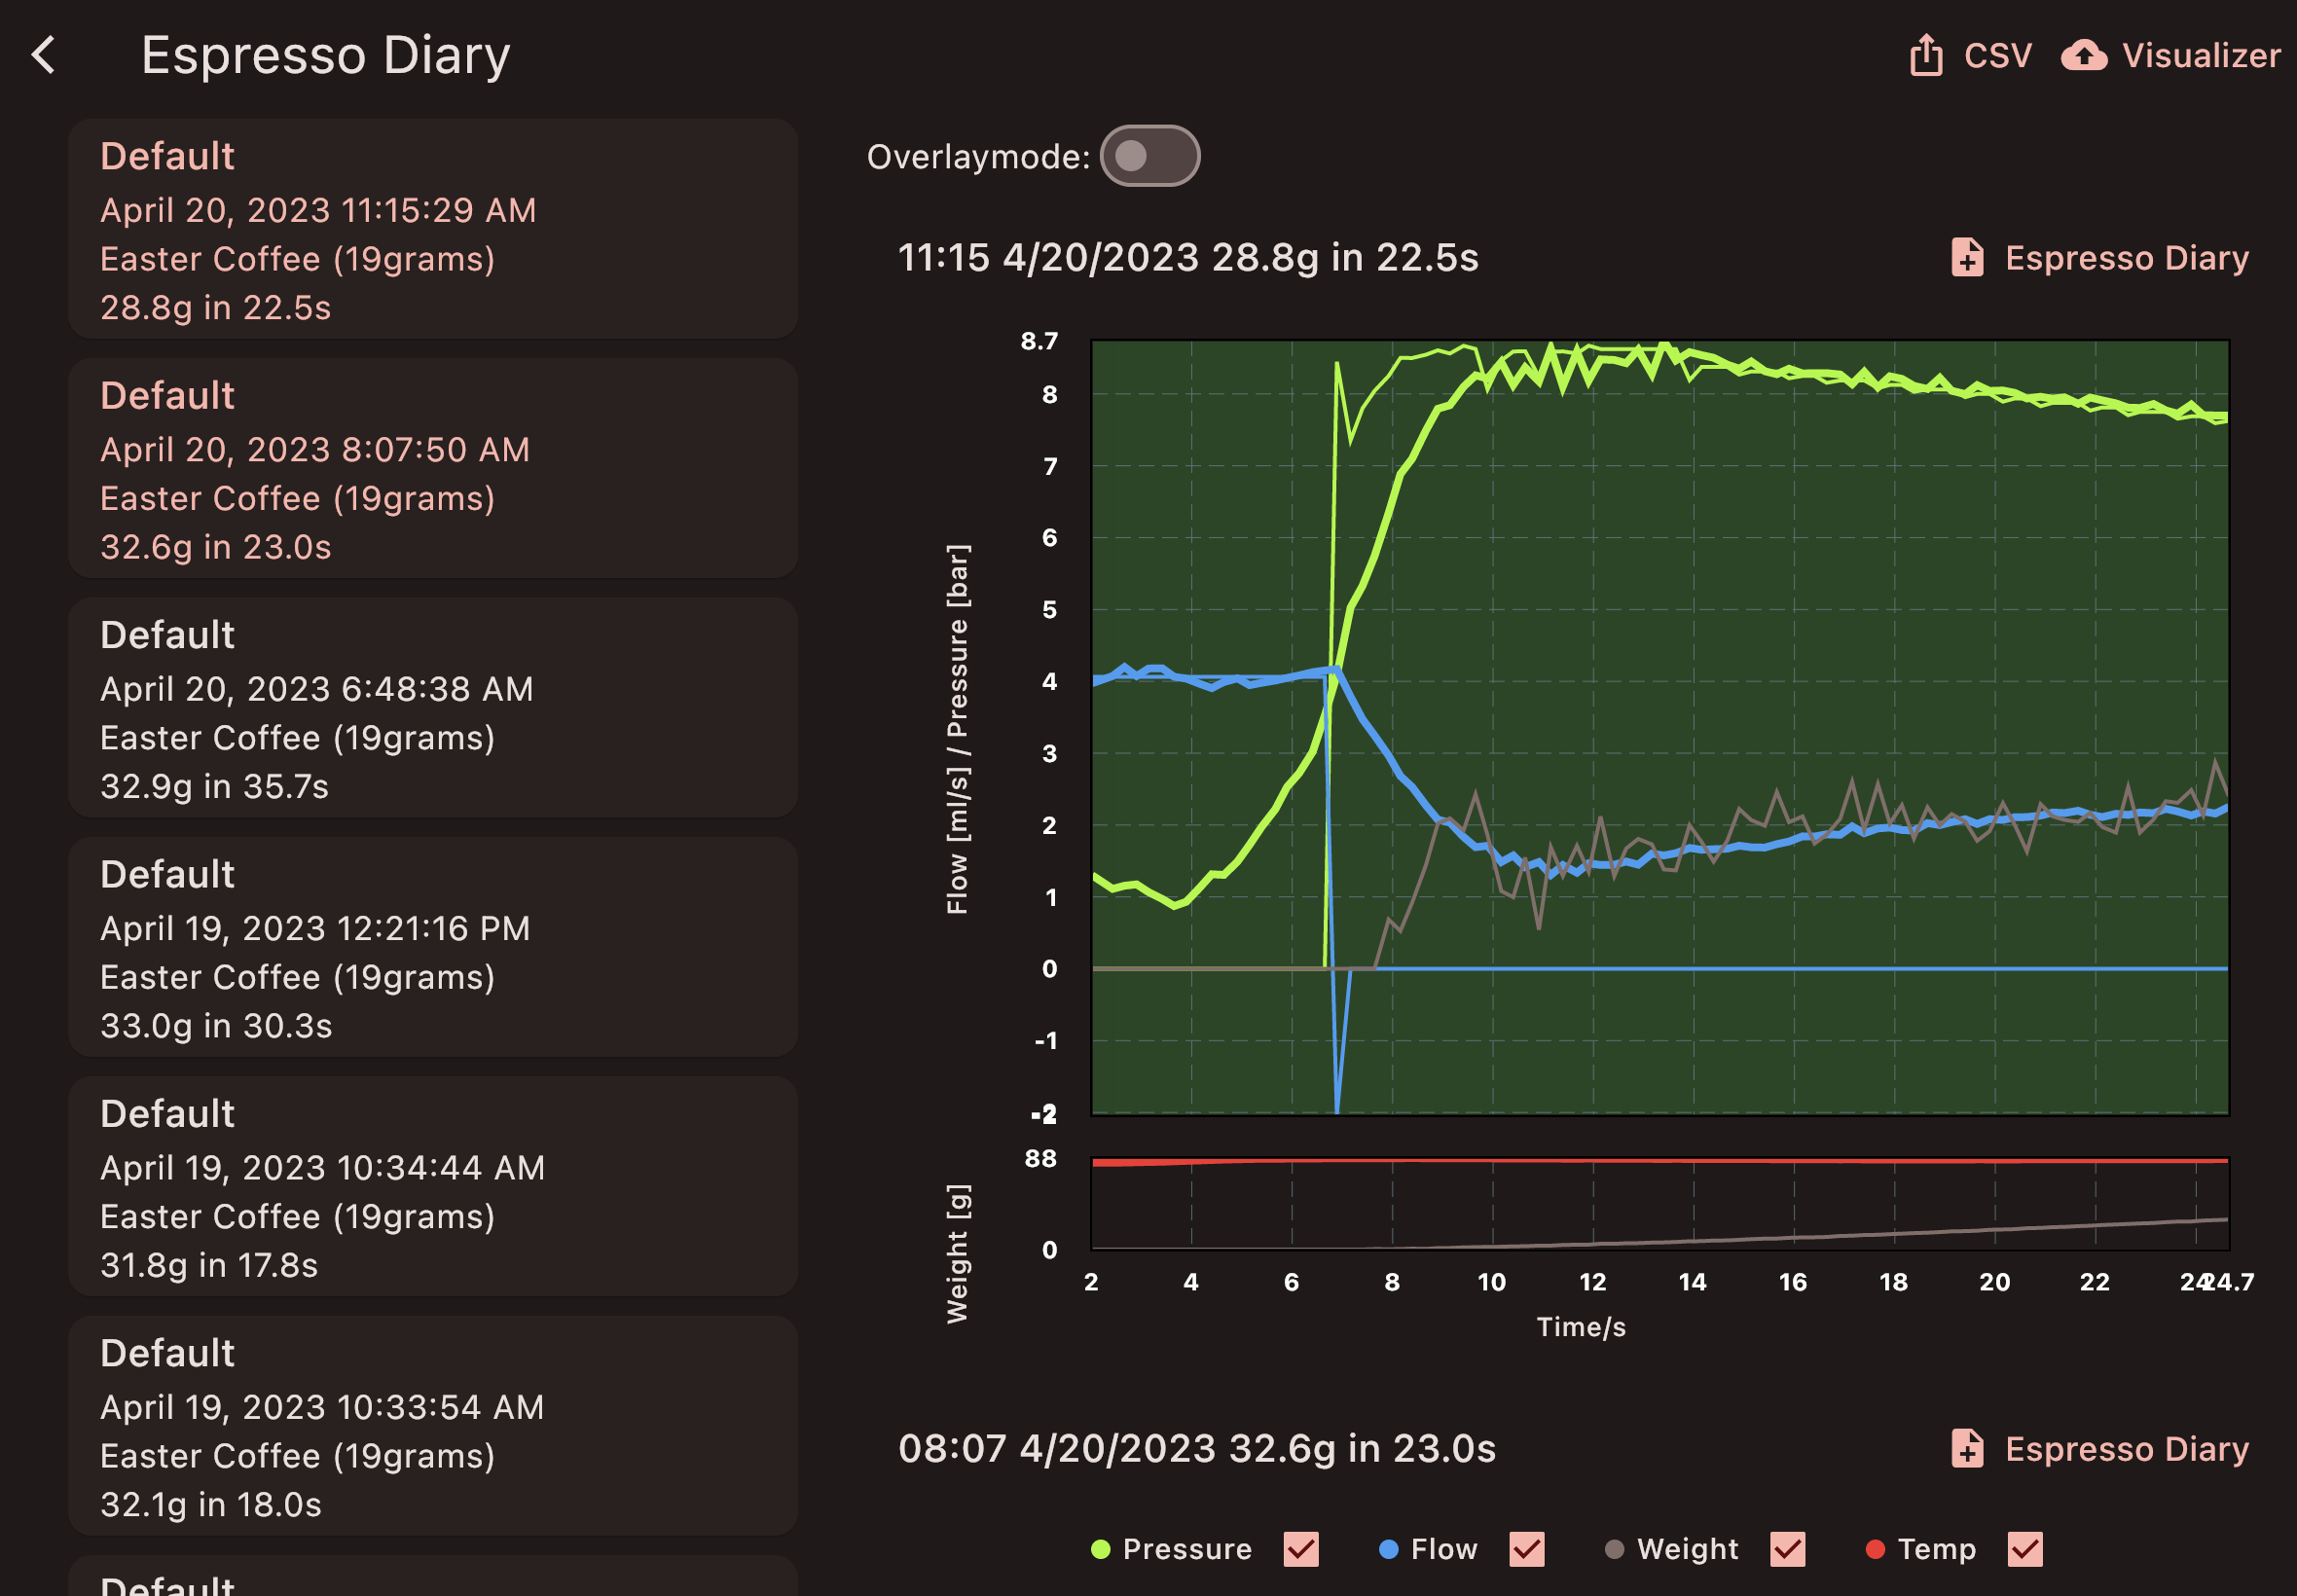 Espresso Diary
CSV
Visualizer
Default
April 20, 2023 11:15:29 AM
Easter Coffee (19grams)
28.8g in 22.5s
Default
April 20, 2023 8:07:50 AM
Easter Coffee (19grams)
32.6g in 23.0s
Default
April 20, 2023 6:48:38 AM
Easter Coffee (19grams)
32.9g in 35.7s
Default
April 19, 2023 12:21:16 PM
Easter Coffee (19grams)
33.0g in 30.3s
Default
April 19, 2023 10:34:44 AM
Easter Coffee (19grams)
31.8g in 17.8s
Default
April 19, 2023 10:33:54 AM
Easter Coffee (19grams)
32.1g in 18.0s
Default
Overlaymode:
11:15 4/20/2023 28.8g in 22.5s
Espresso Diary
Flow [ml/s] / Pressure [bar]
8.7
8
7
6
5
4
3
2
1
0
-1
-2
Weight [g]
88
0
2 4 6 8 10 12 14 16 18 20 22 24 24.7
Time/s
08:07 4/20/2023 32.6g in 23.0s
Espresso Diary
Pressure Flow Weight Temp